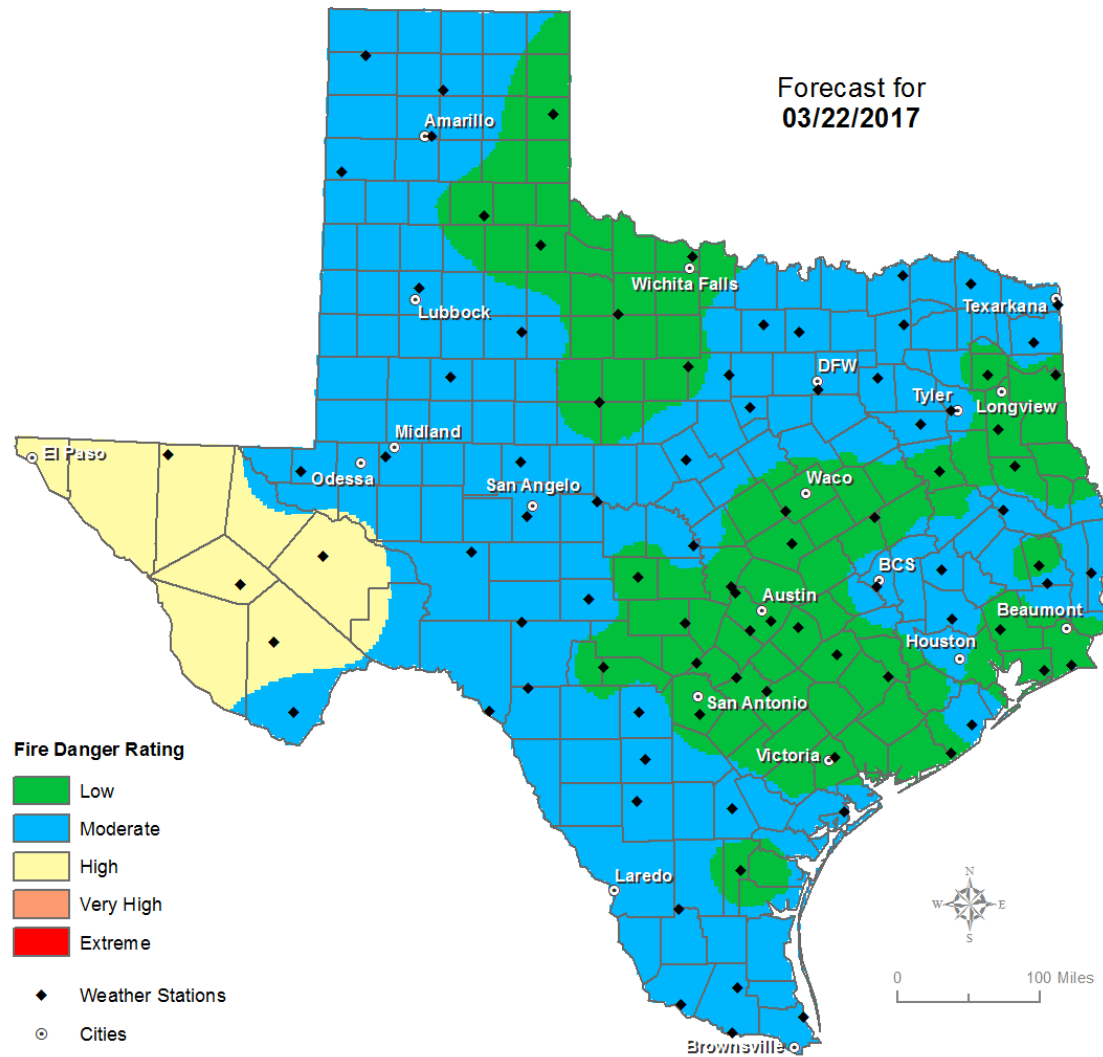 Forecast for
03/22/2017
Amarillo
Wichita Falls
Lubbock
Texarkana
DFW
Tyler
Longview
Midland
El Paso
Odessa
San Angelo
Waco
BCS
Austin
Beaumont
Houston
San Antonio
Victoria
Fire Danger Rating
Low
Moderate
High
Very High
Extreme
Weather Stations
Cities
Laredo
Brownsville
N
W E
S
0 100 Miles